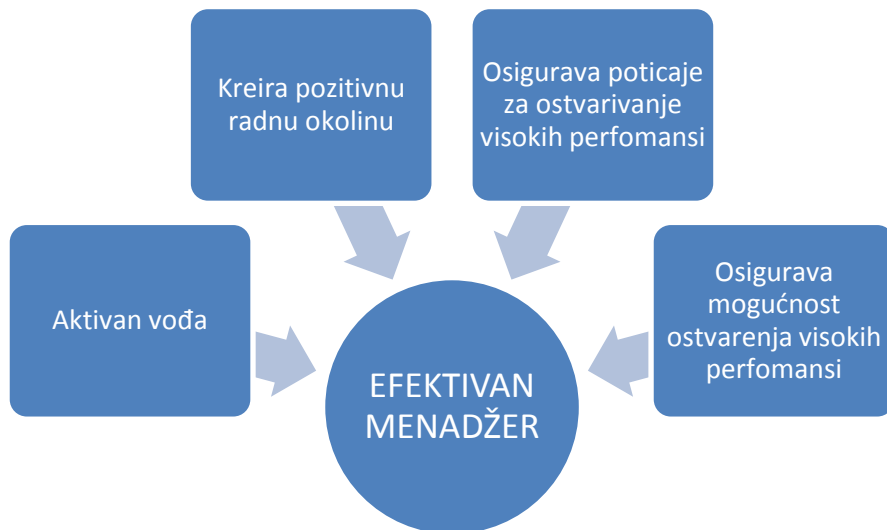 Kreira pozitivnu
radnu okolinu
Osigurava poticaje
za ostvarivanje
visokih perfomansi
Aktivan vođa
Osigurava
mogućnost
ostvarenja visokih
perfomansi
EFEKTIVAN
MENADŽER